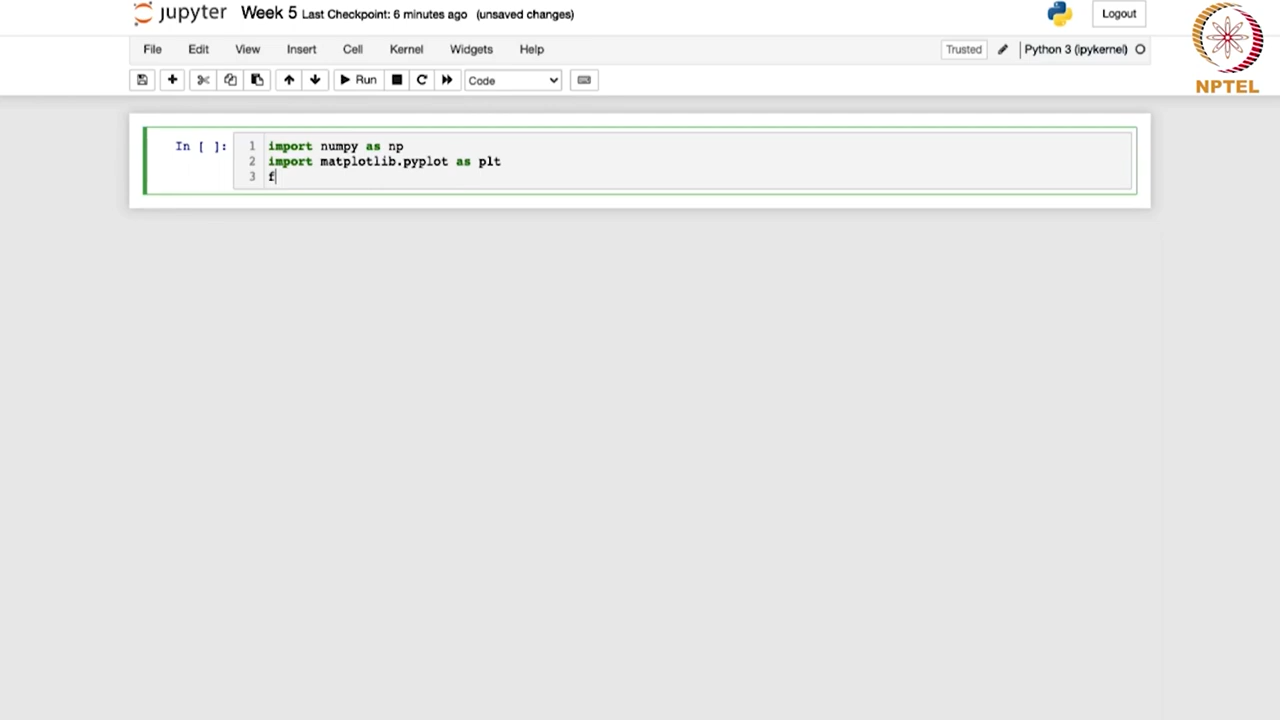 jupyter Week 5 Last Checkpoint: 6 minutes ago (unsaved changes) Logout
File Edit View Insert Cell Kernel Widgets Help Trusted Python 3 (ipykernel)
Run Code
NPTEL
In [ ]: 1 import numpy as np
2 import matplotlib.pyplot as plt
3 f